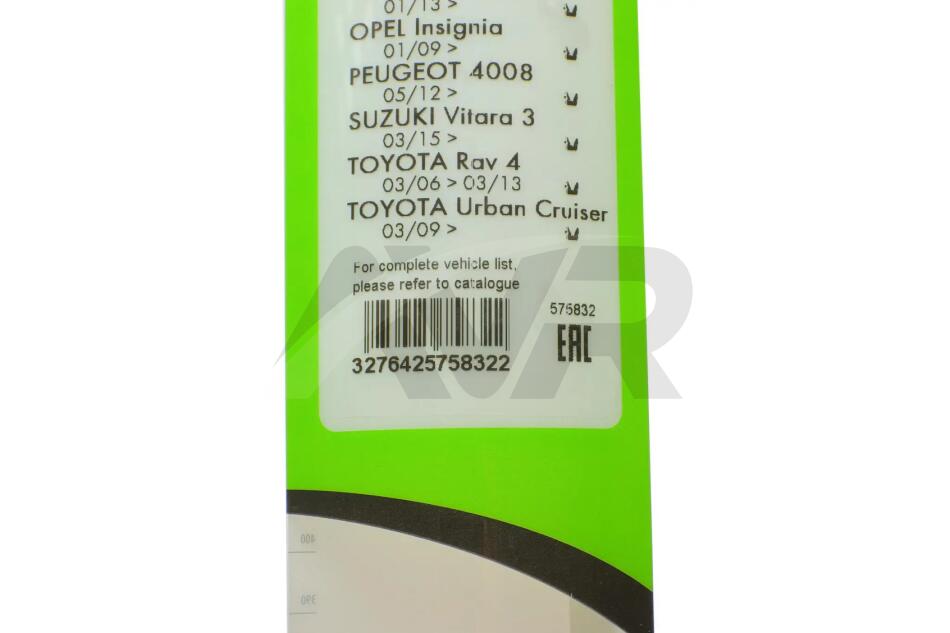 01/13 >
OPEL Insignia
01/09 >
PEUGEOT 4008
05/12 >
SUZUKI Vitara 3
03/15 >
TOYOTA Rav 4
03/06 > 03/13
TOYOTA Urban Cruiser
03/09 >
For complete vehicle list,
please refer to catalogue
575832
3276425758322
EAC
400
390